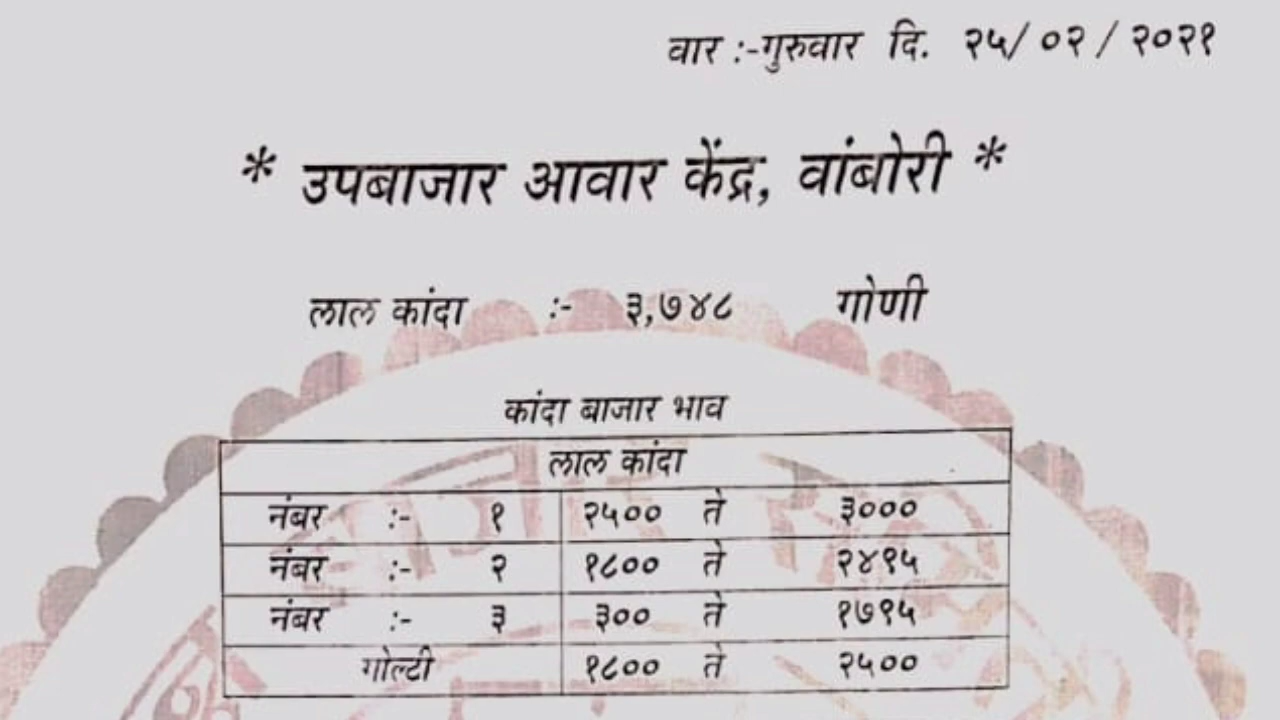 वार :-गुरुवार दि. २५/०२/२०२१
* उपबाजार आवार केंद्र, वांबोरी *
लाल कांदा :- ३,७४८ गोणी
कांदा बाजार भाव
लाल कांदा
नंबर :- १ २५०० ते ३०००
नंबर :- २ १८०० ते २४९५
नंबर :- ३ ३०० ते १७९५
गोल्टी १८०० ते २५००